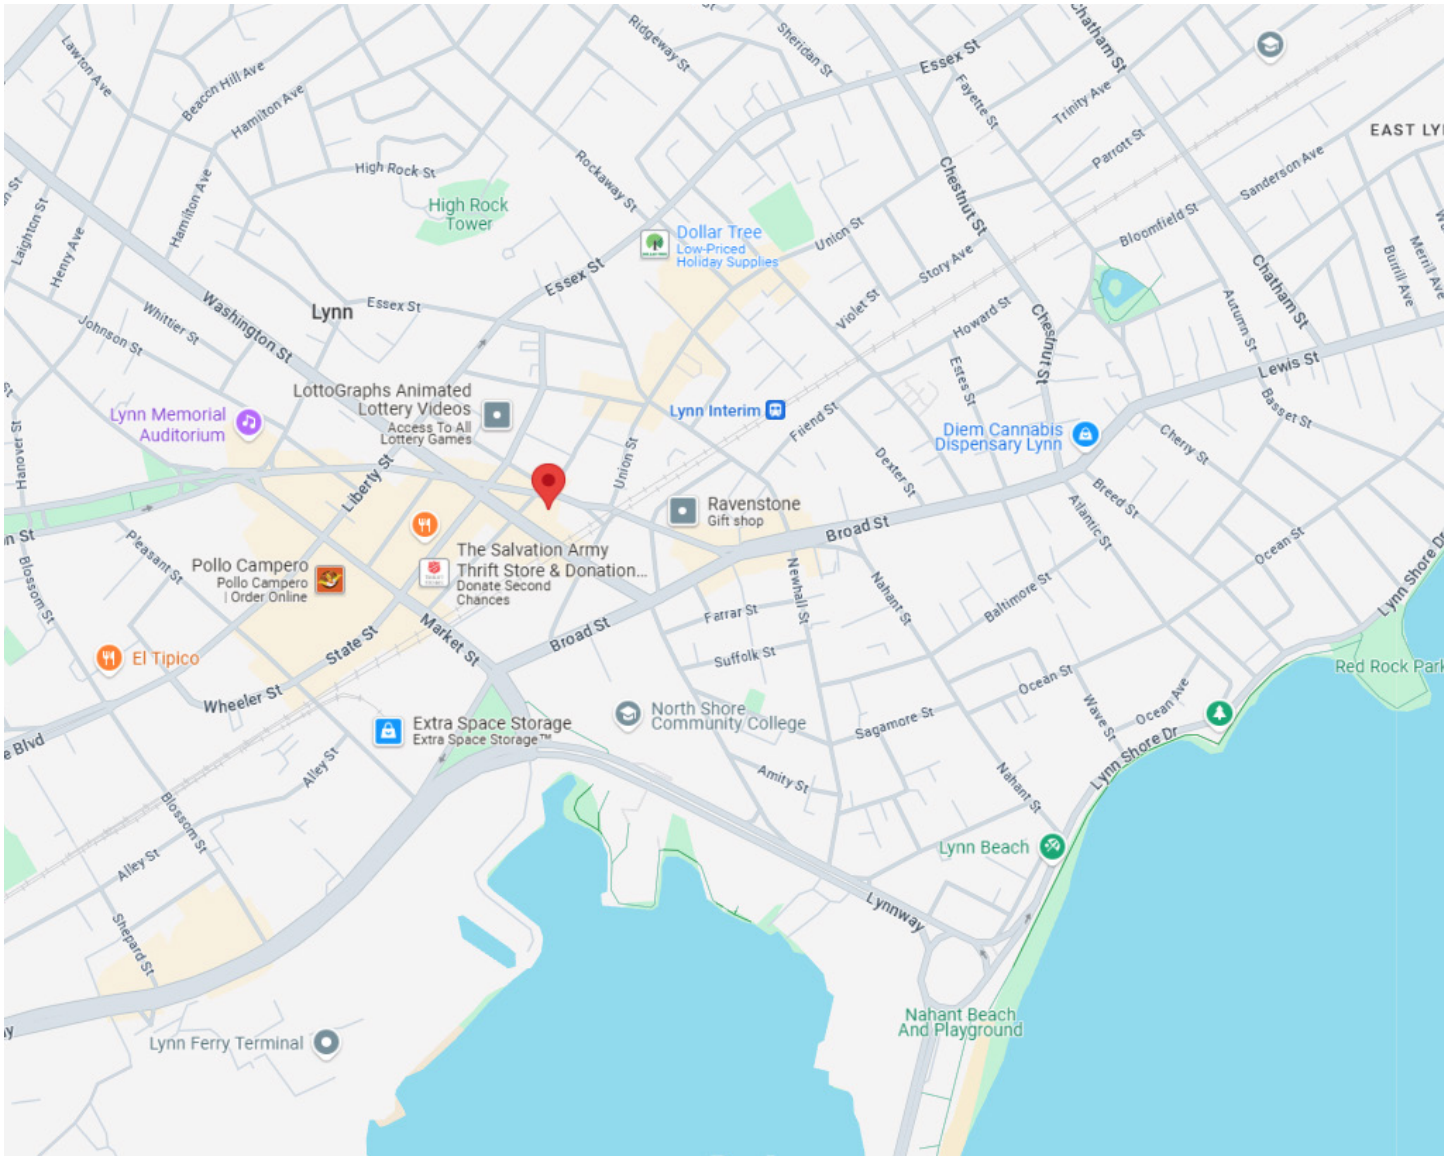 Lawton Ave
Beacon Hill Ave
Hamilton Ave
Ridgeway St
Sheridan St
Essex St
Chatham St
Fayette St
Trinity Ave
Parrott St
EAST LY
Sanderson Ave
High Rock St
High Rock
Tower
Rockaway St
Chestnut St
Laighton St
Henry Ave
Hamilton Ave
Dollar Tree
Low-Priced
Holiday Supplies
Union St
Story Ave
Bloomfield St
Merrill Ave
Burrill Ave
Chatham St
Autumn St
Essex St
Essex St
Lynn
Washington St
Whittier St
Johnson St
Violet St
Howard St
Chestnut St
Estes St
Lewis St
LottoGraphs Animated
Lottery Videos
Access To All
Lottery Games
Lynn Memorial
Auditorium
Lynn Interim
Friend St
Diem Cannabis
Dispensary Lynn
Basset St
Cherry St
Hanover St
Liberty St
Union St
Dexter St
Breed St
Atlantic St
Ravenstone
Gift shop
Broad St
n St
Pleasant St
Blossom St
Pollo Campero
Pollo Campero
| Order Online
The Salvation Army
Thrift Store & Donation...
Donate Second
Chances
Newhall St
Nahant St
Baltimore St
Ocean St
Lynn Shore Dr
Farrar St
Broad St
Market St
State St
Suffolk St
El Tipico
Wheeler St
Red Rock Park
Ocean St
Ocean Ave
Wave St
North Shore
Community College
Sagamore St
Extra Space Storage
Extra Space Storage™
e Blvd
Alley St
Amity St
Nahant St
Lynn Shore Dr
Blossom St
Alley St
Lynn Beach
Lynnway
Shepard St
Nahant Beach
And Playground
Lynn Ferry Terminal